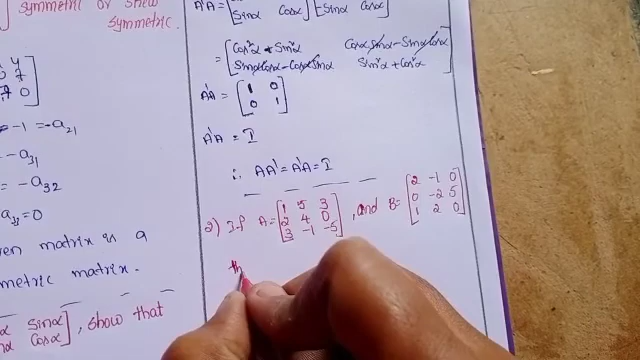 symmetric or skew
symmetric.
4
7
7 0
-1 = -a21
-a31
= -a32
a33 = 0
matrix is a
metric matrix.
sinα
cosα], show that
A'A =
sinα cosα] [sinα cosα]
= [cos²α + sin²α cosα sinα - sinα cosα
sinα cosα - cosα sinα sin²α + cos²α]
A'A = [1 0
0 1]
A'A = I
∴ AA' = A'A = I
2) If A = [1 5 3
2 4 0
3 -1 -5], and B = [2 -1 0
0 -2 5
1 2 0]
th